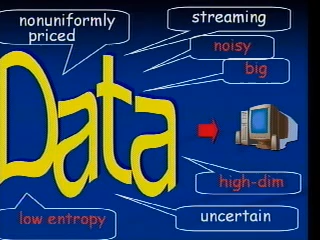 nonuniformly
priced
streaming
noisy
big
Data
high-dim
low entropy
uncertain